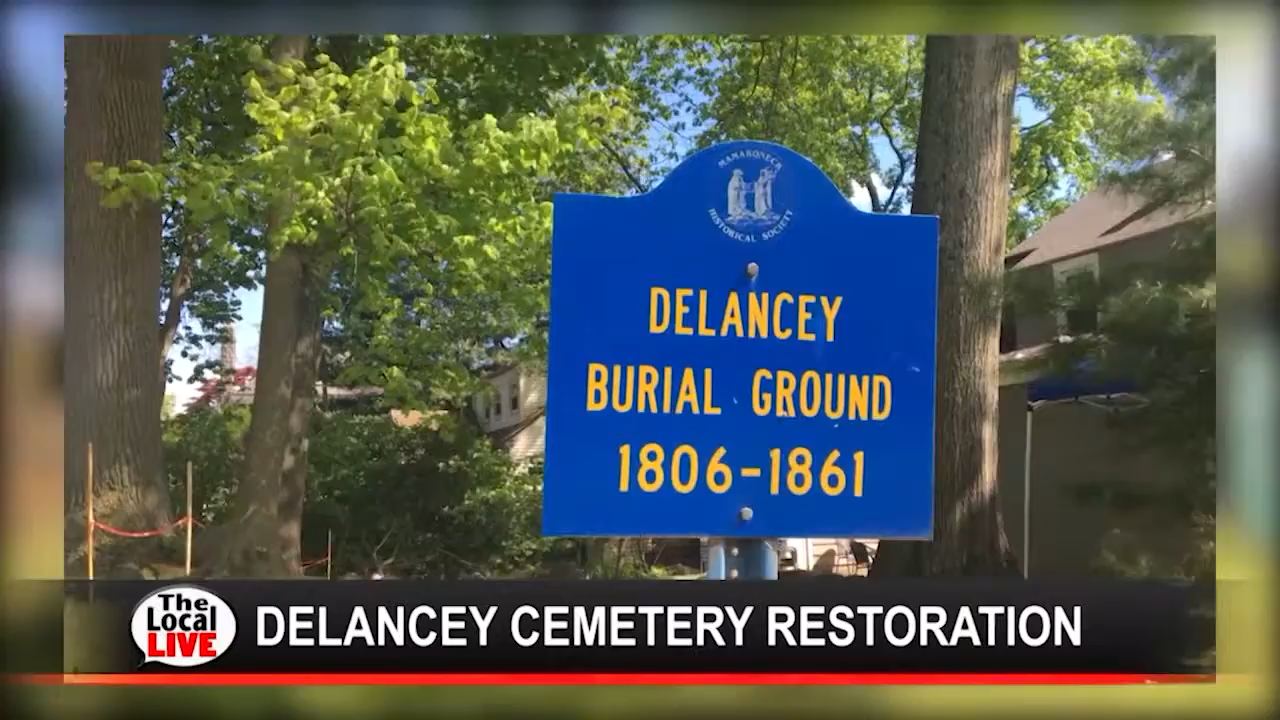 MAMARONECK
HISTORICAL SOCIETY
DELANCEY
BURIAL GROUND
1806-1861
The
Local
LIVE
DELANCEY CEMETERY RESTORATION